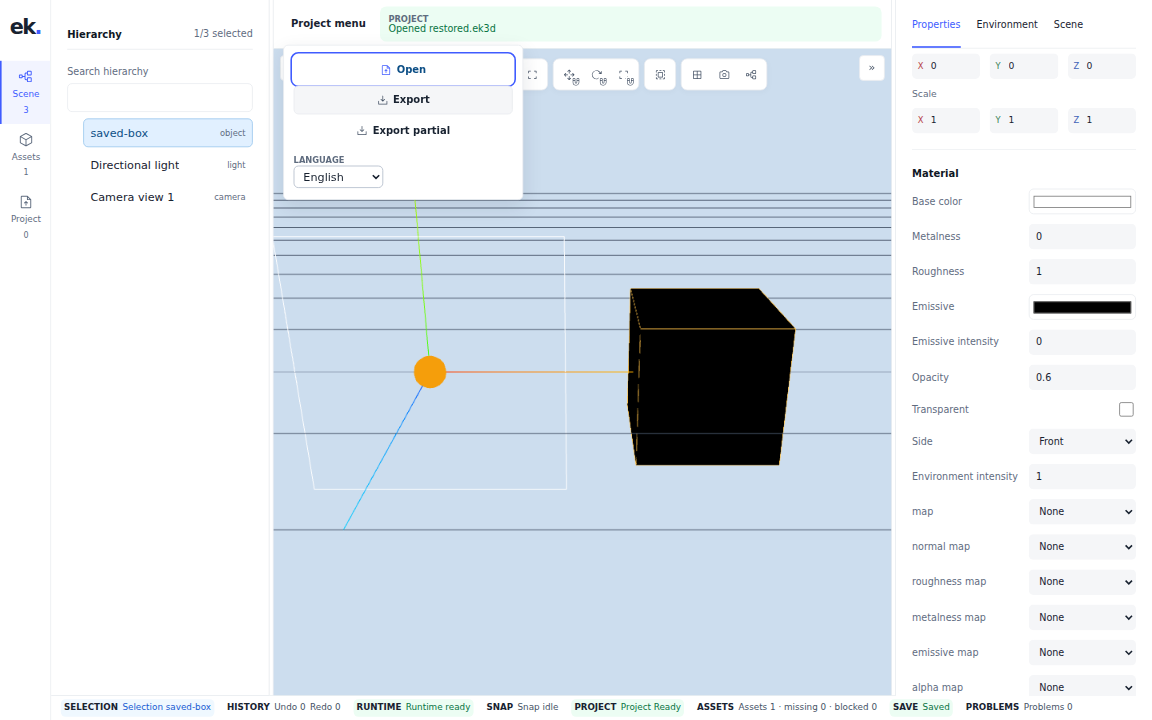 ek.
Scene
3
Assets
1
Project
0
Hierarchy 1/3 selected
Search hierarchy
saved-box object
Directional light light
Camera view 1 camera
Project menu
PROJECT
Opened restored.ek3d
Open
Export
Export partial
LANGUAGE
English
»
Properties Environment Scene
X 0 Y 0 Z 0
Scale
X 1 Y 1 Z 1
Material
Base color
Metalness 0
Roughness 1
Emissive
Emissive intensity 0
Opacity 0.6
Transparent
Side Front
Environment intensity 1
map None
normal map None
roughness map None
metalness map None
emissive map None
alpha map None
SELECTION Selection saved-box HISTORY Undo 0 Redo 0 RUNTIME Runtime ready SNAP Snap idle PROJECT Project Ready ASSETS Assets 1 · missing 0 · blocked 0 SAVE Saved PROBLEMS Problems 0